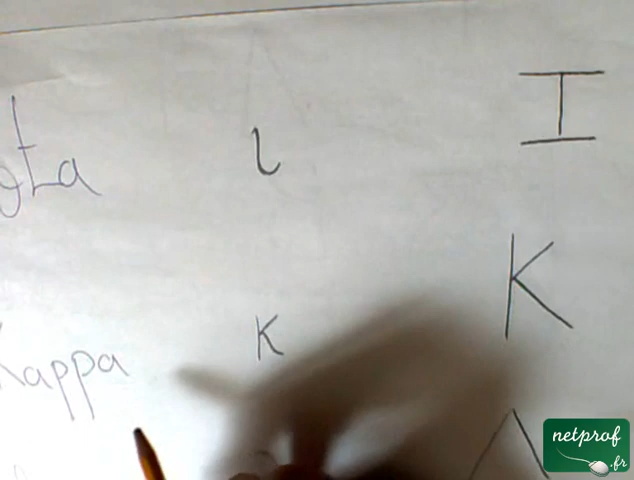 ota ι I
Kappa κ K
Λ
netprof
.fr